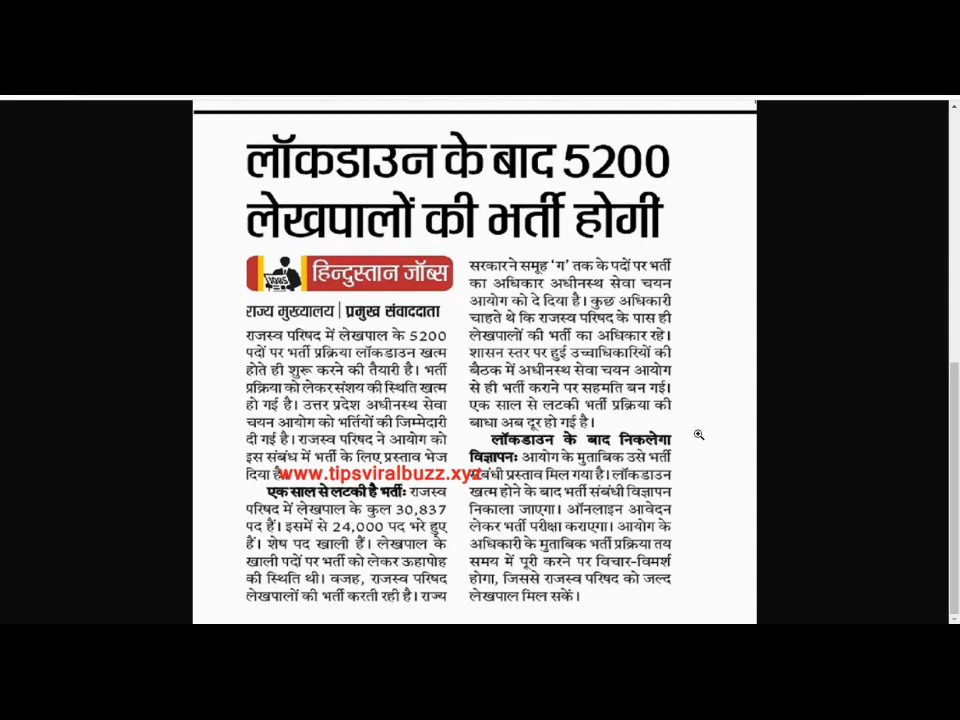 लॉकडाउन के बाद 5200
लेखपालों की भर्ती होगी
JOBS
हिन्दुस्तान जॉब्स
राज्य मुख्यालय | प्रमुख संवाददाता
राजस्व परिषद में लेखपाल के 5200
पदों पर भर्ती प्रक्रिया लॉकडाउन खत्म
होते ही शुरू करने की तैयारी है। भर्ती
प्रक्रिया को लेकर संशय की स्थिति खत्म
हो गई है। उत्तर प्रदेश अधीनस्थ सेवा
चयन आयोग को भर्तियों की जिम्मेदारी
दी गई है। राजस्व परिषद ने आयोग को
इस संबंध में भर्ती के लिए प्रस्ताव भेज
दिया है।
www.tipsviralbuzz.xyz
एक साल से लटकी है भर्ती: राजस्व
परिषद में लेखपाल के कुल 30,837
पद हैं। इसमें से 24,000 पद भरे हुए
हैं। शेष पद खाली हैं। लेखपाल के
खाली पदों पर भर्ती को लेकर ऊहापोह
की स्थिति थी। वजह, राजस्व परिषद
लेखपालों की भर्ती करती रही है। राज्य
सरकार ने समूह ‘ग’ तक के पदों पर भर्ती
का अधिकार अधीनस्थ सेवा चयन
आयोग को दे दिया है। कुछ अधिकारी
चाहते थे कि राजस्व परिषद के पास ही
लेखपालों की भर्ती का अधिकार रहे।
शासन स्तर पर हुई उच्चाधिकारियों की
बैठक में अधीनस्थ सेवा चयन आयोग
से ही भर्ती कराने पर सहमति बन गई।
एक साल से लटकी भर्ती प्रक्रिया की
बाधा अब दूर हो गई है।
लॉकडाउन के बाद निकलेगा
विज्ञापन: आयोग के मुताबिक उसे भर्ती
संबंधी प्रस्ताव मिल गया है। लॉकडाउन
खत्म होने के बाद भर्ती संबंधी विज्ञापन
निकाला जाएगा। ऑनलाइन आवेदन
लेकर भर्ती परीक्षा कराएगा। आयोग के
अधिकारी के मुताबिक भर्ती प्रक्रिया तय
समय में पूरी करने पर विचार-विमर्श
होगा, जिससे राजस्व परिषद को जल्द
लेखपाल मिल सकें।